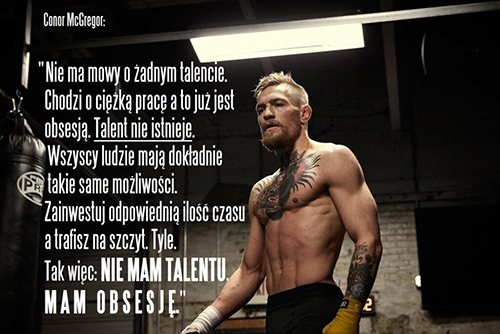 Conor McGregor:
"Nie ma mowy o żadnym talencie.
Chodzi o ciężką pracę a to już jest
obsesją. Talent nie istnieje.
Wszyscy ludzie mają dokładnie
takie same możliwości.
Zainwestuj odpowiednią ilość czasu
a trafisz na szczyt. Tyle.
Tak więc: NIE MAM TALENTU.
MAM OBSESJĘ."